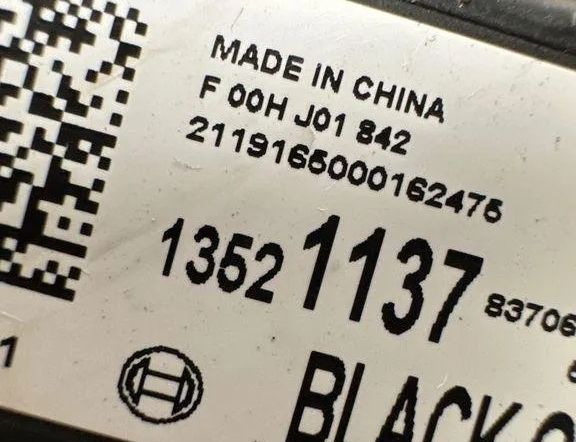 MADE IN CHINA
F 00H J01 842
2119165000162475
1352 1137 83706
1
BLACK